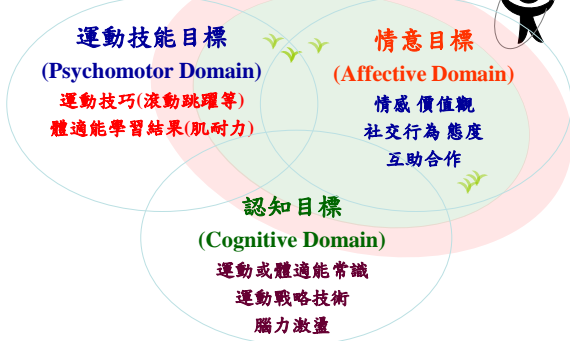 運動技能目標
(Psychomotor Domain)
運動技巧(滾動跳躍等)
體適能學習結果(肌耐力)
情意目標
(Affective Domain)
情感 價值觀
社交行為 態度
互助合作
認知目標
(Cognitive Domain)
運動或體適能常識
運動戰略技術
腦力激盪